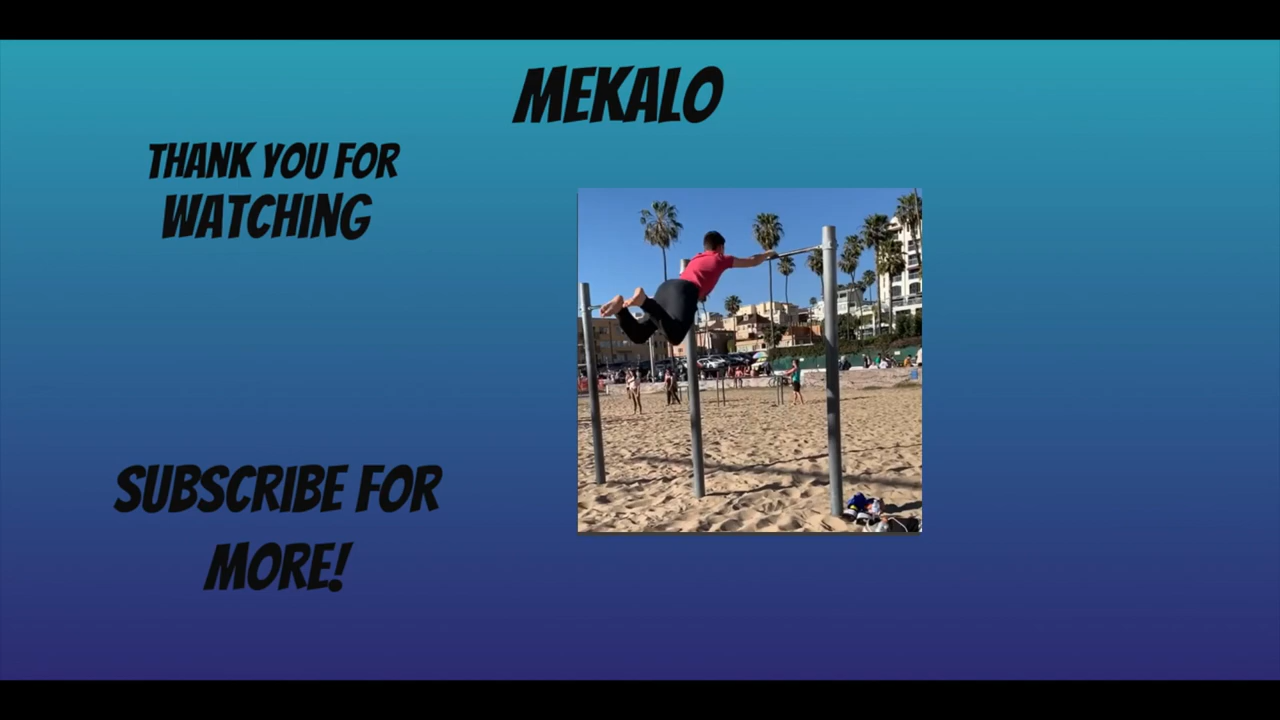 MEKALO
THANK YOU FOR
WATCHING
SUBSCRIBE FOR
MORE!